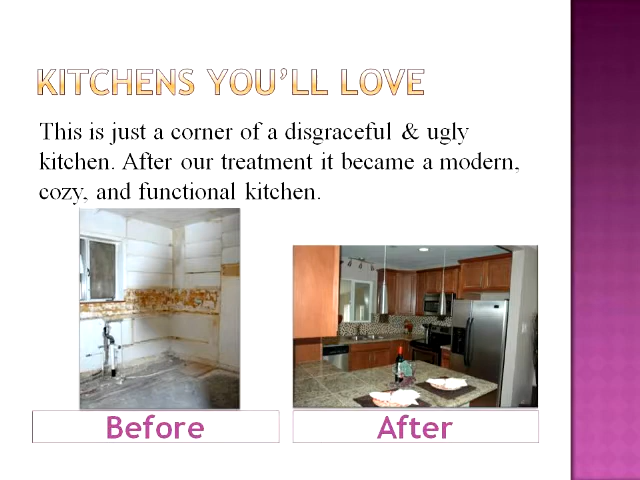 KITCHENS YOU'LL LOVE
This is just a corner of a disgraceful & ugly
kitchen. After our treatment it became a modern,
cozy, and functional kitchen.
Before
After